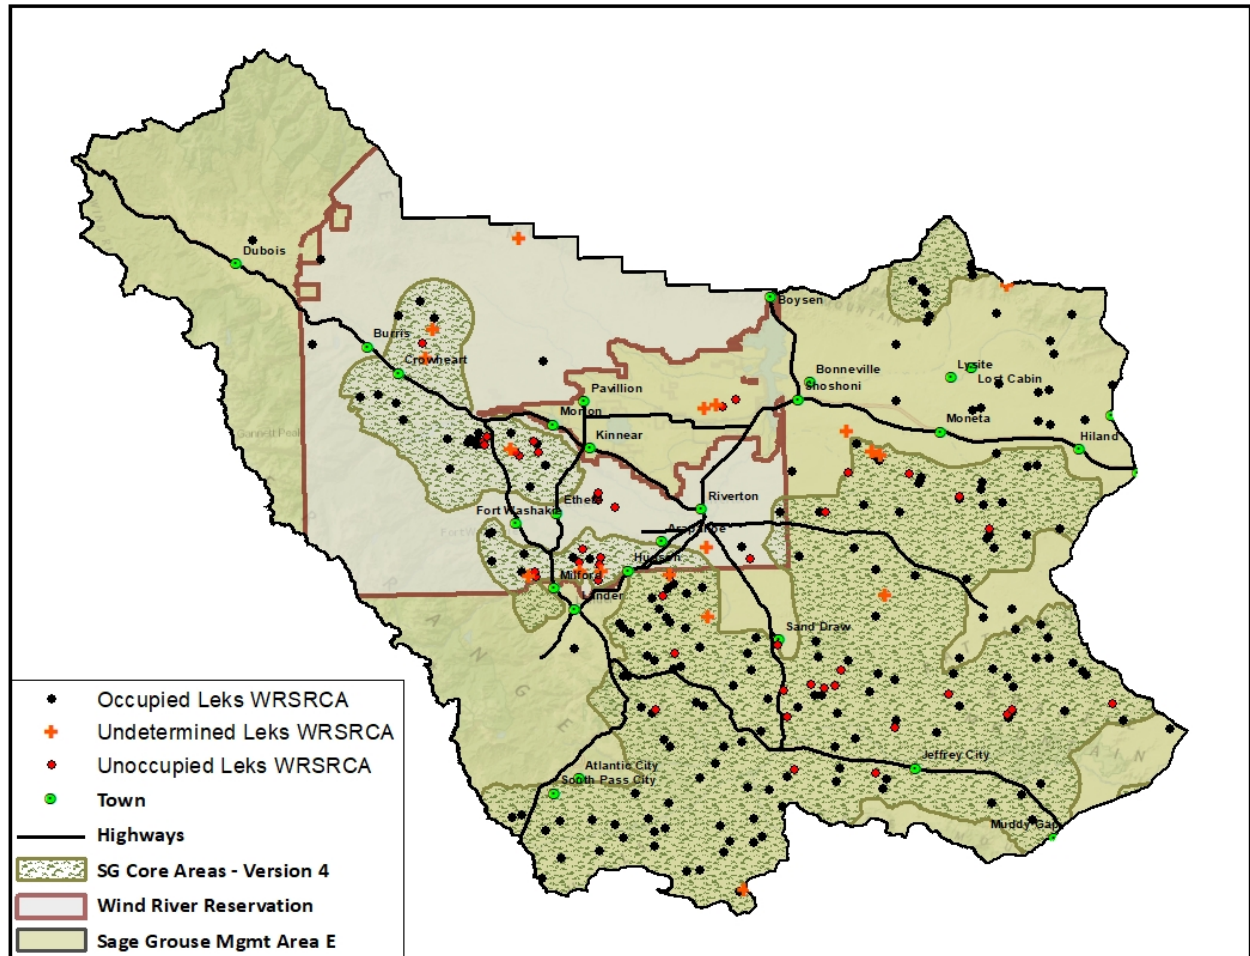 Dubois
Boysen
Burris
Crowheart
Bonneville
Shoshoni
Lysite
Lost Cabin
Pavillion
Morton
Kinnear
Moneta
Hiland
Gannett Peak
Riverton
Ethete
Fort Washakie
Arapahoe
Hudson
Milford
Lander
Sand Draw
Jeffrey City
Atlantic City
South Pass City
Muddy Gap
Occupied Leks WRSRCA
Undetermined Leks WRSRCA
Unoccupied Leks WRSRCA
Town
Highways
SG Core Areas - Version 4
Wind River Reservation
Sage Grouse Mgmt Area E